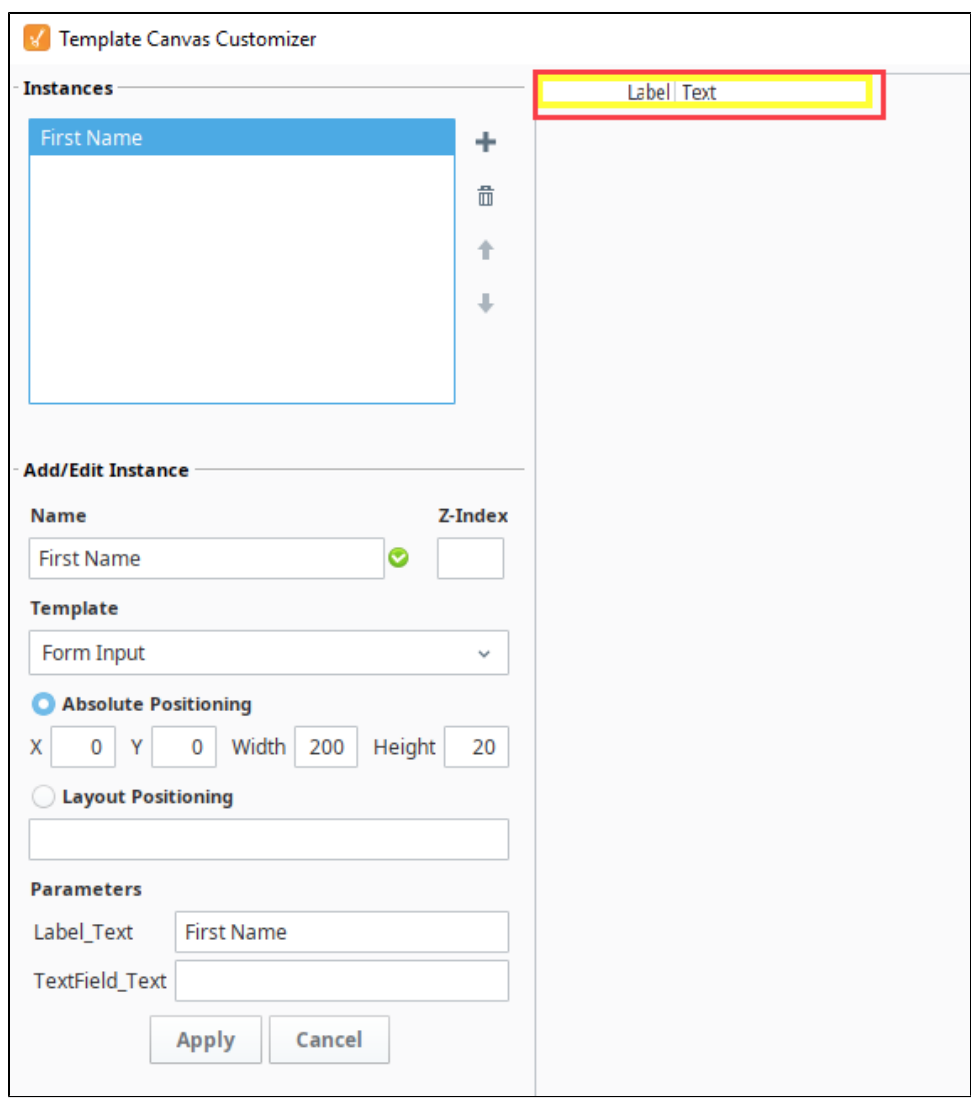 Template Canvas Customizer
Instances
Label Text
First Name
Add/Edit Instance
Name Z-Index
First Name
Template
Form Input
Absolute Positioning
X 0 Y 0 Width 200 Height 20
Layout Positioning
Parameters
Label_Text First Name
TextField_Text
Apply Cancel